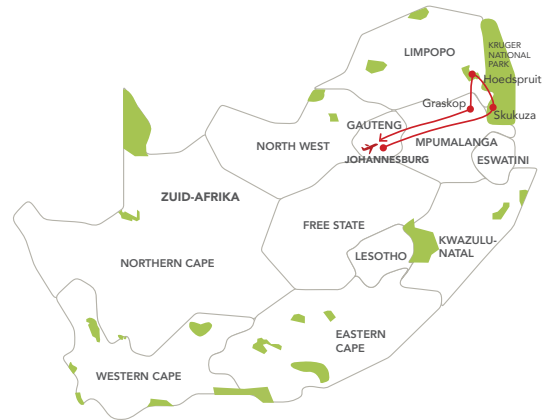 LIMPOPO
KRUGER
NATIONAL
PARK
Hoedspruit
Graskop
Skukuza
GAUTENG
NORTH WEST
MPUMALANGA
JOHANNESBURG
ESWATINI
ZUID-AFRIKA
FREE STATE
KWAZULU-
NATAL
LESOTHO
NORTHERN CAPE
EASTERN
CAPE
WESTERN CAPE